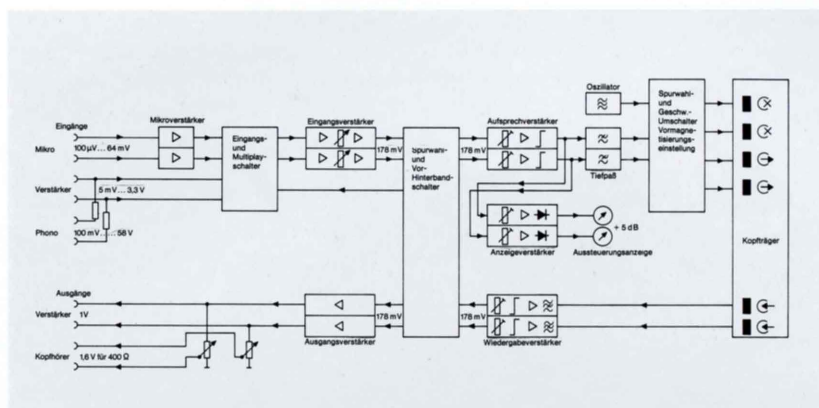 Eingänge
Mikro
100 µV...64 mV
Verstärker
5 mV...3,3 V
Phono
100 mV...58 V
Mikroverstärker
Eingangs-
und
Multiplay-
schalter
Eingangsverstärker
178 mV
Spurwahl-
und
Vor-
Hinterband-
schalter
178 mV
Aufsprechverstärker
Oszillator
Tiefpaß
Spurwahl-
und
Geschw.-
Umschalter
Vormagne-
tisierungs-
einstellung
Anzeigeverstärker
+ 5 dB
Aussteuerungsanzeige
Kopfträger
Ausgänge
Verstärker
1V
Kopfhörer
1,6 V für 400 Ω
Ausgangsverstärker
178 mV
178 mV
Wiedergabeverstärker